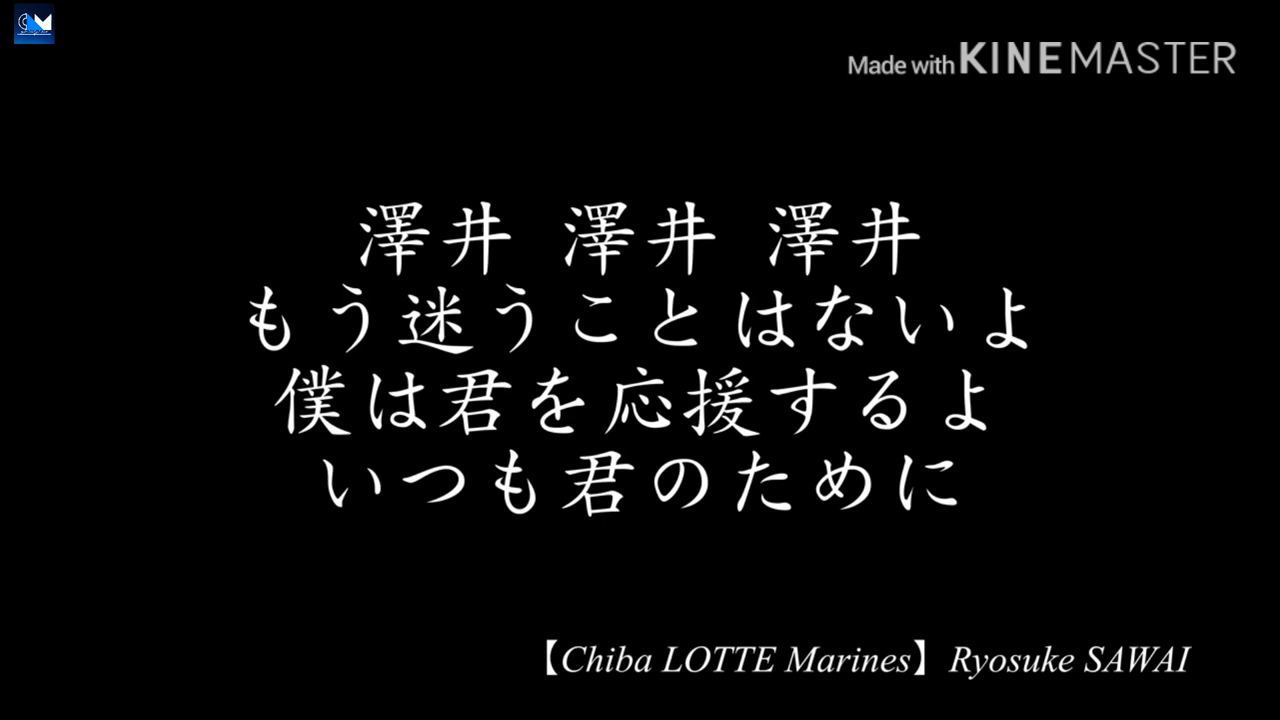 Made with KINEMASTER
澤井 澤井 澤井
もう迷うことはないよ
僕は君を応援するよ
いつも君のために
【Chiba LOTTE Marines】Ryosuke SAWAI